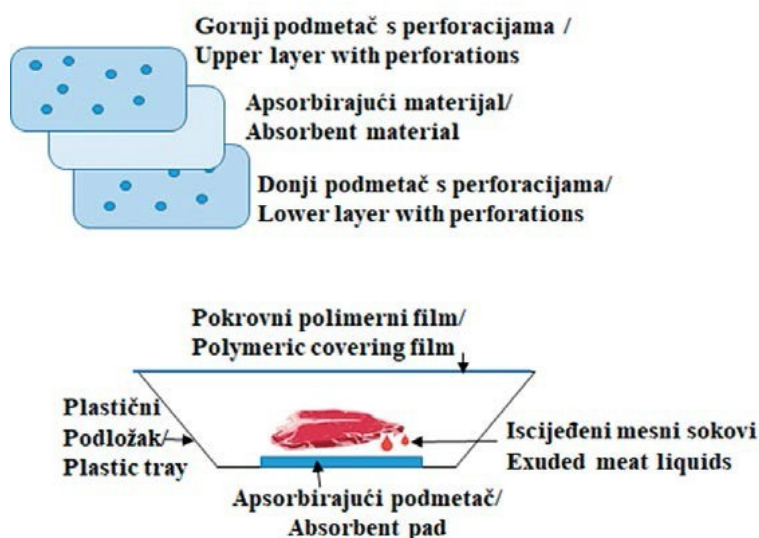 Gornji podmetač s perforacijama /
Upper layer with perforations
Apsorbirajući materijal/
Absorbent material
Donji podmetač s perforacijama/
Lower layer with perforations
Pokrovni polimerni film/
Polymeric covering film
Plastični
Podložak/
Plastic tray
Iscijeđeni mesni sokovi
Exuded meat liquids
Apsorbirajući podmetač/
Absorbent pad